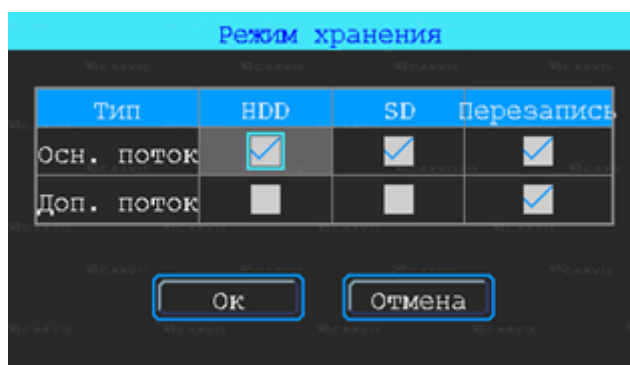 Режим хранения
Тип HDD SD Перезапись
Осн. поток
Доп. поток
Ок Отмена